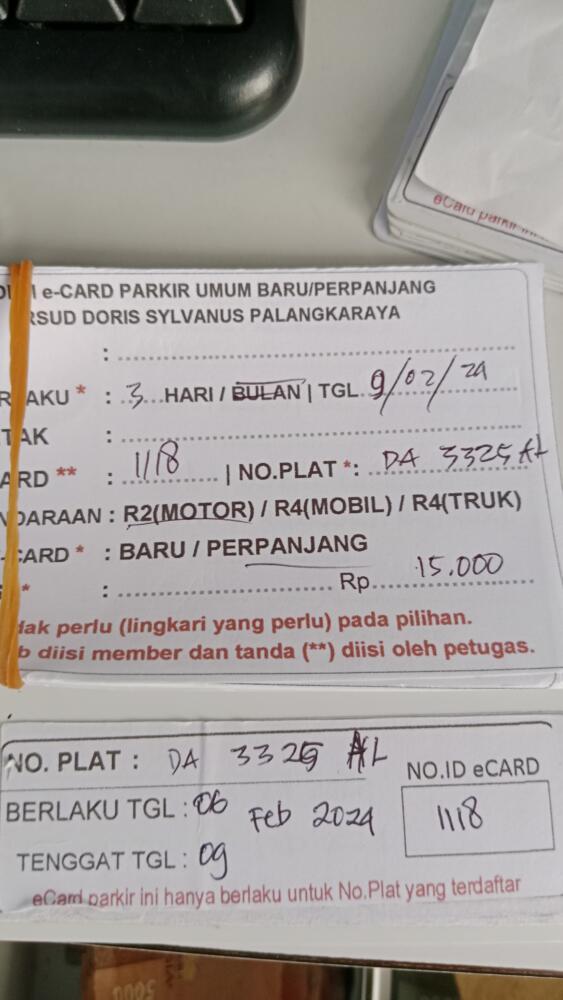 eCard parkir
e-CARD PARKIR UMUM BARU/PERPANJANG
RSUD DORIS SYLVANUS PALANGKARAYA
:
AKU * : 3 HARI / BULAN | TGL. 9/02/24
TAK :
ARD ** : 1118 | NO.PLAT *: DA 3325 AL
DARAAN : R2(MOTOR) / R4(MOBIL) / R4(TRUK)
CARD * : BARU / PERPANJANG
* : Rp. 15.000
dak perlu (lingkari yang perlu) pada pilihan.
b diisi member dan tanda (**) diisi oleh petugas.
NO. PLAT : DA 3325 AL
NO.ID eCARD
BERLAKU TGL : 06 Feb 2024
1118
TENGGAT TGL : 09
eCard parkir ini hanya berlaku untuk No.Plat yang terdaftar